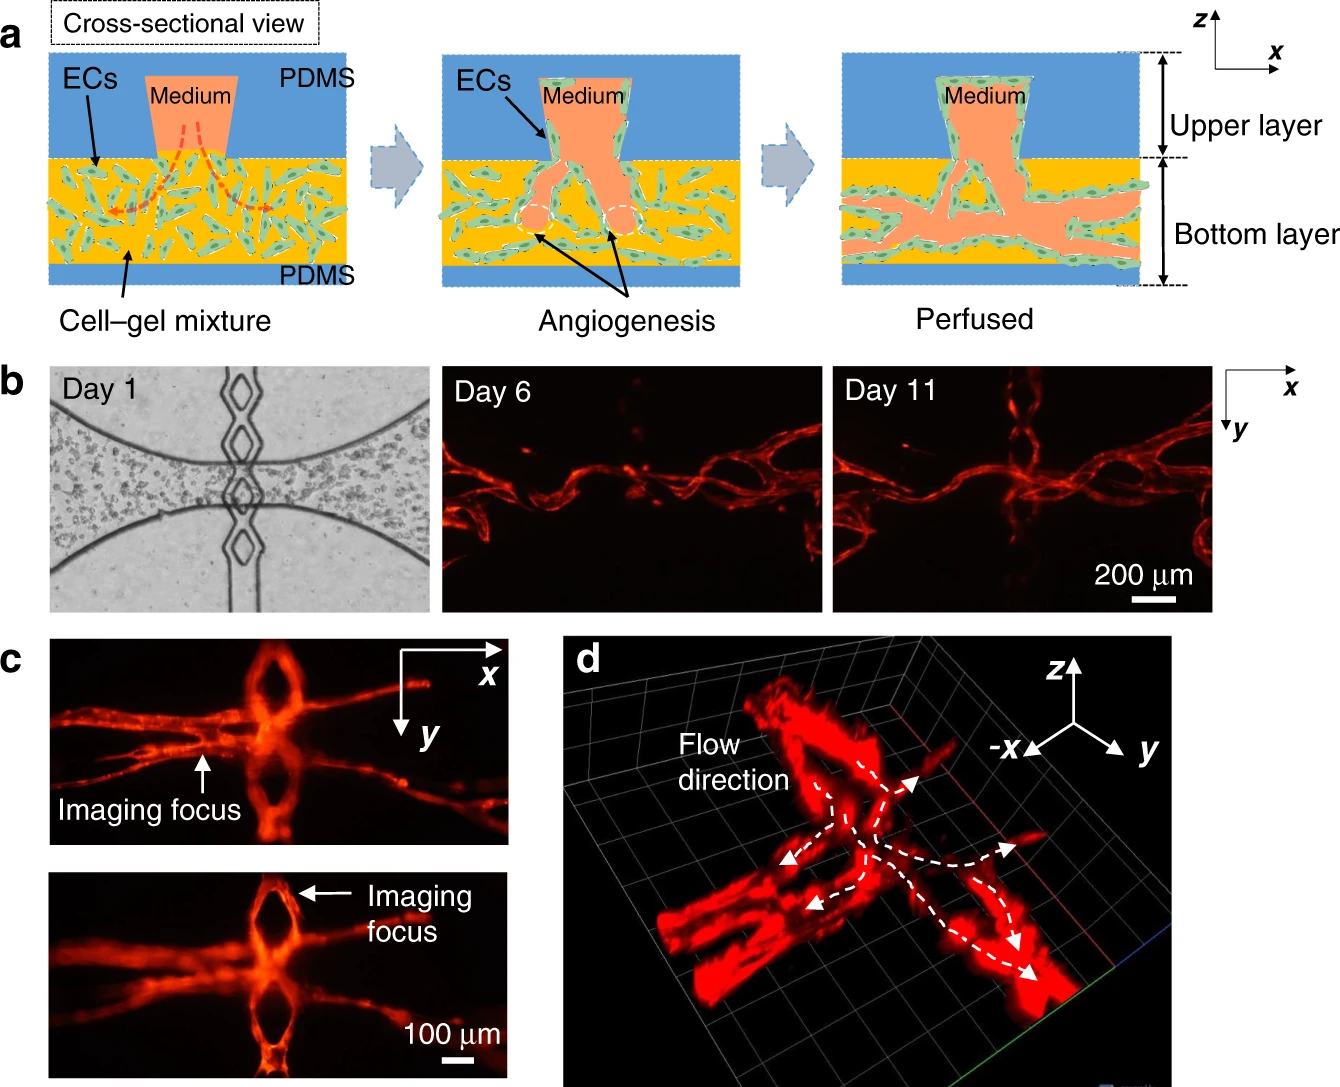 a
Cross-sectional view
z
x
ECs
Medium
PDMS
PDMS
Cell–gel mixture
ECs
Medium
Angiogenesis
Medium
Perfused
Upper layer
Bottom layer
b
Day 1
Day 6
Day 11
200 μm
x
y
c
x
y
Imaging focus
Imaging
focus
100 μm
d
Flow
direction
z
-x
y